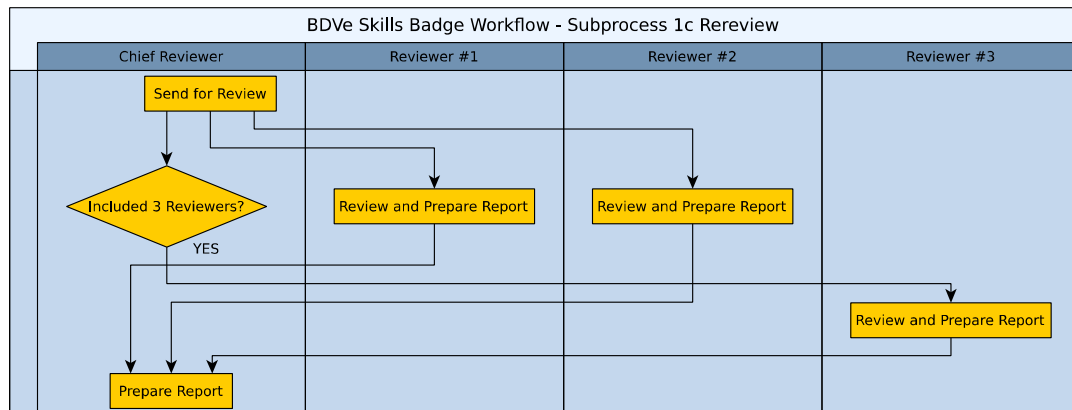 BDVe Skills Badge Workflow - Subprocess 1c Rereview
Chief Reviewer
Reviewer #1
Reviewer #2
Reviewer #3
Send for Review
Included 3 Reviewers?
Review and Prepare Report
Review and Prepare Report
YES
Review and Prepare Report
Prepare Report